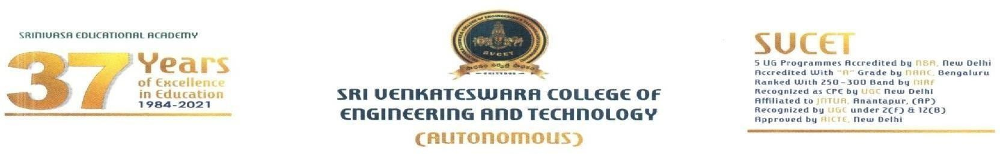 SRINIVASA EDUCATIONAL ACADEMY
37 Years
of Excellence
in Education
1984-2021
SVCET
CHITTOOR
SRI VENKATESWARA COLLEGE OF
ENGINEERING AND TECHNOLOGY
(AUTONOMOUS)
SVCET
5 UG Programmes Accredited by NBA, New Delhi
Accredited With "A" Grade by NAAC, Bengaluru
Ranked With 250-300 Band by NIRF
Recognized as CPE by UGC New Delhi
Affiliated to JNTUA, Anantapur, (AP)
Recognized by UGC under 2(F) & 12(B)
Approved by AICTE, New Delhi